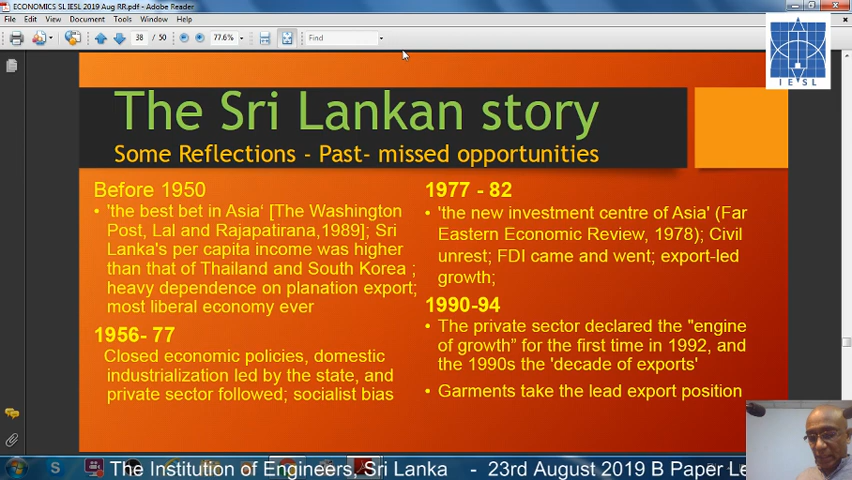 ECONOMICS SL IESL 2019 Aug RR.pdf - Adobe Reader
File Edit View Document Tools Window Help
38 / 50 77.6% Find
IESL
The Sri Lankan story
Some Reflections - Past- missed opportunities
Before 1950
• 'the best bet in Asia' [The Washington
Post, Lal and Rajapatirana,1989]; Sri
Lanka's per capita income was higher
than that of Thailand and South Korea ;
heavy dependence on planation export;
most liberal economy ever
1956- 77
Closed economic policies, domestic
industrialization led by the state, and
private sector followed; socialist bias
1977 - 82
• 'the new investment centre of Asia' (Far
Eastern Economic Review, 1978); Civil
unrest; FDI came and went; export-led
growth;
1990-94
• The private sector declared the "engine
of growth" for the first time in 1992, and
the 1990s the 'decade of exports'
• Garments take the lead export position
The Institution of Engineers, Sri Lanka - 23rd August 2019 B Paper Le